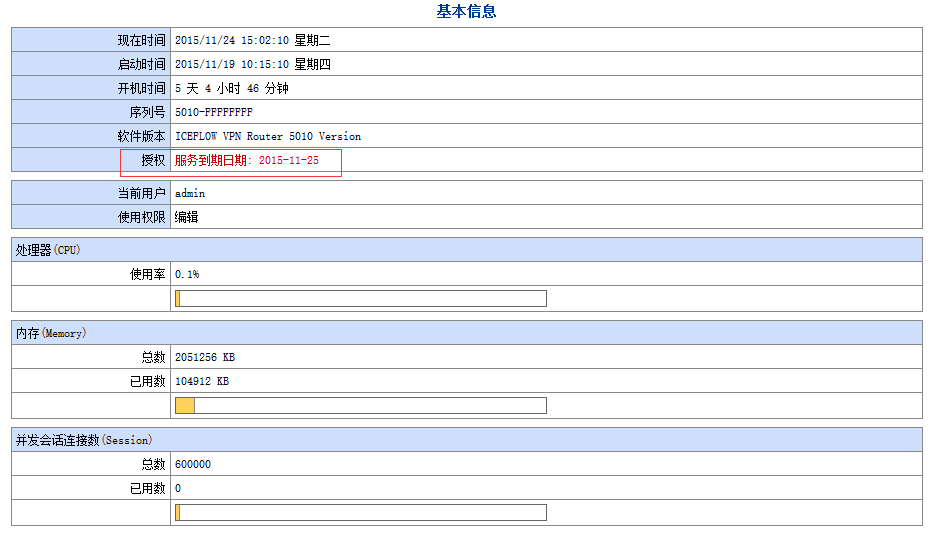 基本信息
现在时间 2015/11/24 15:02:10 星期二
启动时间 2015/11/19 10:15:10 星期四
开机时间 5 天 4 小时 46 分钟
序列号 5010-FFFFFFFF
软件版本 ICEFLOW VPN Router 5010 Version
授权 服务到期日期: 2015-11-25
当前用户 admin
使用权限 编辑
处理器(CPU)
使用率 0.1%
内存(Memory)
总数 2051256 KB
已用数 104912 KB
并发会话连接数(Session)
总数 600000
已用数 0